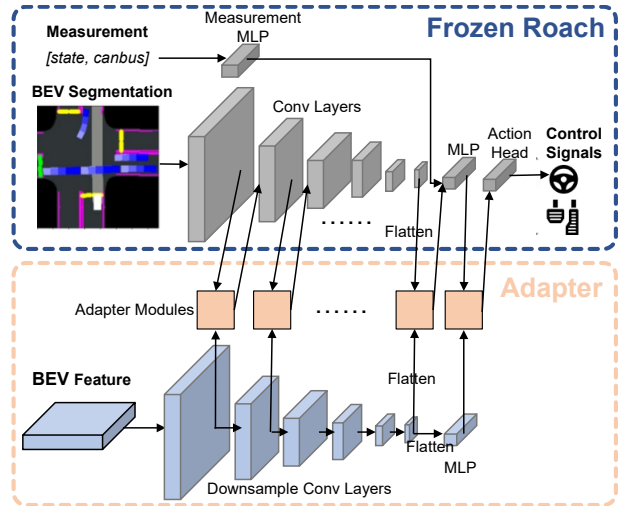 Frozen Roach
Measurement
[state, canbus]
Measurement
MLP
BEV Segmentation
Conv Layers
MLP
Action
Head
Control
Signals
......
Flatten
Adapter
Adapter Modules
......
BEV Feature
Flatten
Flatten
MLP
Downsample Conv Layers